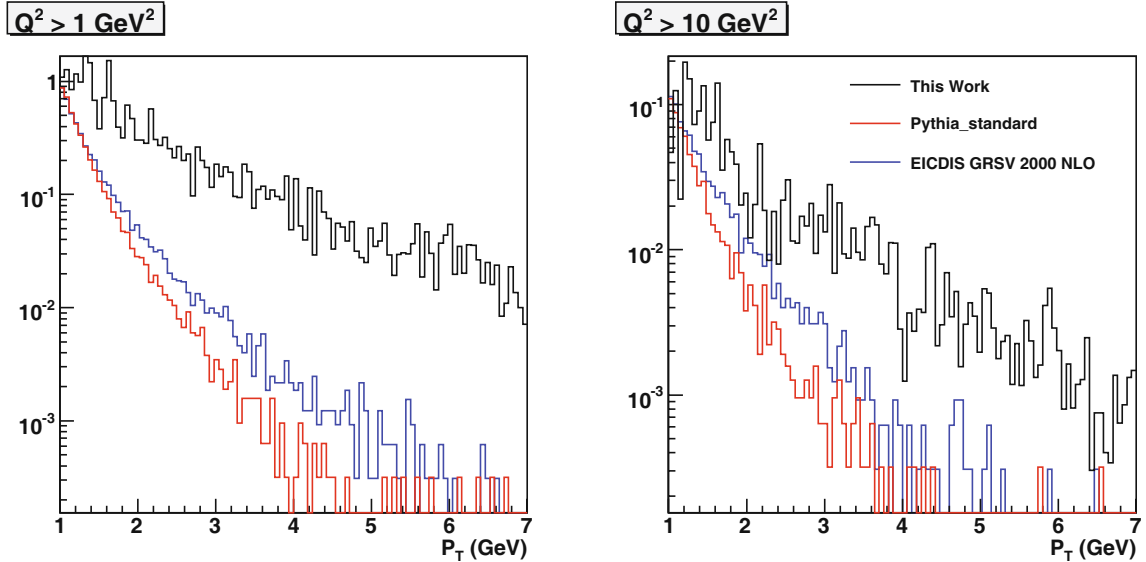 Q² > 1 GeV²
1
10⁻¹
10⁻²
10⁻³
1 2 3 4 5 6 7
P_T (GeV)
Q² > 10 GeV²
This Work
Pythia_standard
EICDIS GRSV 2000 NLO
10⁻¹
10⁻²
10⁻³
1 2 3 4 5 6 7
P_T (GeV)